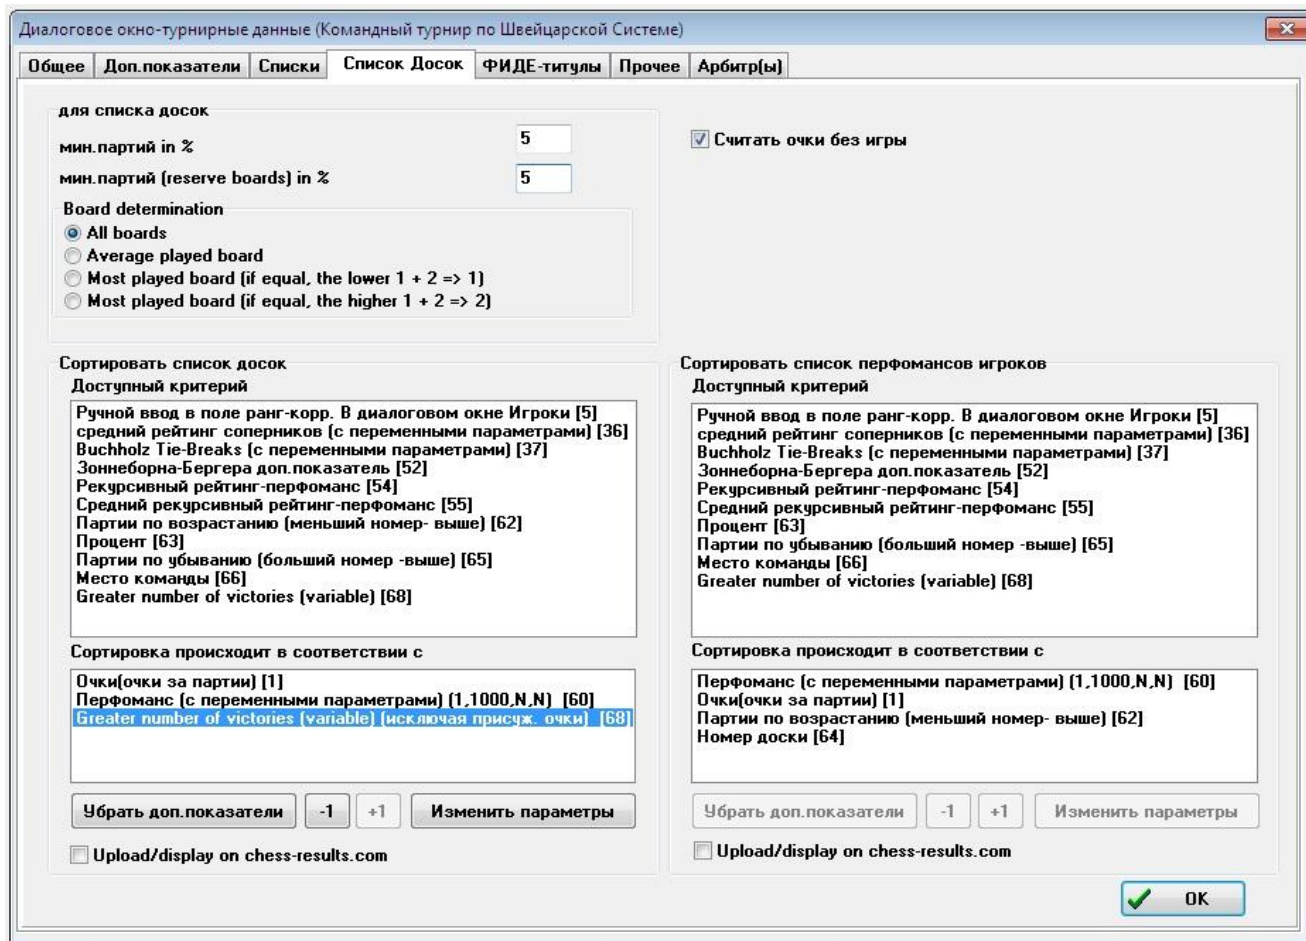 Диалоговое окно-турнирные данные (Командный турнир по Швейцарской Системе)
Общее Доп.показатели Списки Список Досок ФИДЕ-титулы Прочее Арбитр(ы)
для списка досок
мин.партий in % 5
Считать очки без игры
мин.партий (reserve boards) in % 5
Board determination
All boards
Average played board
Most played board (if equal, the lower 1 + 2 => 1)
Most played board (if equal, the higher 1 + 2 => 2)
Сортировать список досок
Доступный критерий
Ручной ввод в поле ранг-корр. В диалоговом окне Игроки [5]
средний рейтинг соперников (с переменными параметрами) [36]
Buchholz Tie-Breaks (с переменными параметрами) [37]
Зоннеборна-Бергера доп.показатель [52]
Рекурсивный рейтинг-перфоманс [54]
Средний рекурсивный рейтинг-перфоманс [55]
Партии по возрастанию (меньший номер- выше) [62]
Процент [63]
Партии по убыванию (больший номер -выше) [65]
Место команды [66]
Greater number of victories (variable) [68]
Сортировка происходит в соответствии с
Очки(очки за партии) [1]
Перфоманс (с переменными параметрами) (1,1000,N,N) [60]
Greater number of victories (variable) (исключая присуж. очки) [68]
Убрать доп.показатели -1 +1 Изменить параметры
Upload/display on chess-results.com
Сортировать список перфомансов игроков
Доступный критерий
Ручной ввод в поле ранг-корр. В диалоговом окне Игроки [5]
средний рейтинг соперников (с переменными параметрами) [36]
Buchholz Tie-Breaks (с переменными параметрами) [37]
Зоннеборна-Бергера доп.показатель [52]
Рекурсивный рейтинг-перфоманс [54]
Средний рекурсивный рейтинг-перфоманс [55]
Процент [63]
Партии по убыванию (больший номер -выше) [65]
Место команды [66]
Greater number of victories (variable) [68]
Сортировка происходит в соответствии с
Перфоманс (с переменными параметрами) (1,1000,N,N) [60]
Очки(очки за партии) [1]
Партии по возрастанию (меньший номер- выше) [62]
Номер доски [64]
Убрать доп.показатели -1 +1 Изменить параметры
Upload/display on chess-results.com
OK